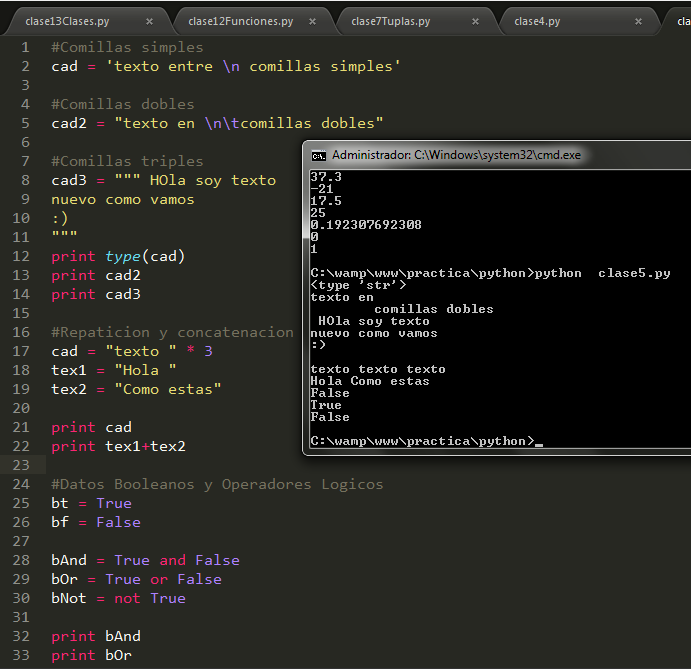 clase13Clases.py × clase12Funciones.py × clase7Tuplas.py × clase4.py × cla
1 #Comillas simples
2 cad = 'texto entre \n comillas simples'
3
4 #Comillas dobles
5 cad2 = "texto en \n\tcomillas dobles"
6
7 #Comillas triples
8 cad3 = """ HOla soy texto
9 nuevo como vamos
10 :)
11 """
12 print type(cad)
13 print cad2
14 print cad3
15
16 #Repaticion y concatenacion
17 cad = "texto " * 3
18 tex1 = "Hola "
19 tex2 = "Como estas"
20
21 print cad
22 print tex1+tex2
23
24 #Datos Booleanos y Operadores Logicos
25 bt = True
26 bf = False
27
28 bAnd = True and False
29 bOr = True or False
30 bNot = not True
31
32 print bAnd
33 print bOr
C:\. Administrador: C:\Windows\system32\cmd.exe
37.3
-21
17.5
25
0.192307692308
0
1

C:\wamp\www\practica\python>python  clase5.py
<type 'str'>
texto en
        comillas dobles
 HOla soy texto
nuevo como vamos
:)

texto texto texto
Hola Como estas
False
True
False

C:\wamp\www\practica\python>_